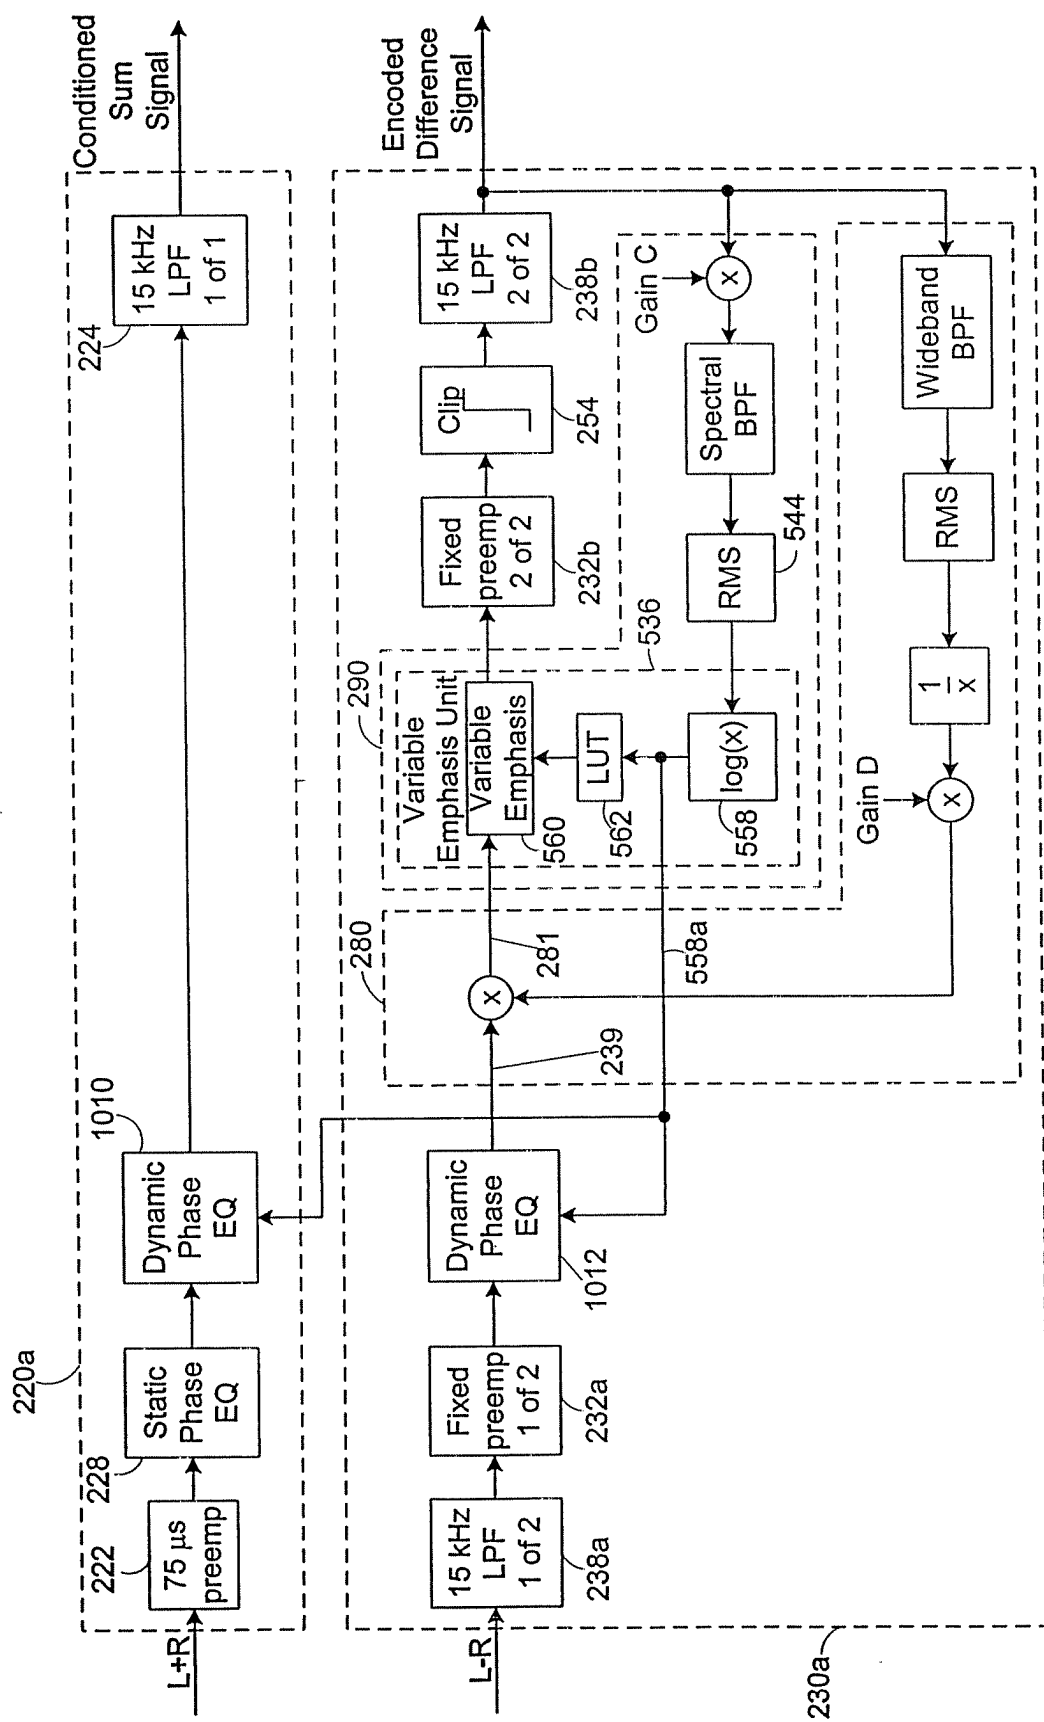 220a
L+R
222
75 μs
preemp
228
Static
Phase
EQ
1010
Dynamic
Phase
EQ
224
15 kHz
LPF
1 of 1
Conditioned
Sum
Signal
230a
L-R
15 kHz
LPF
1 of 2
238a
Fixed
preemp
1 of 2
232a
Dynamic
Phase
EQ
1012
239
280
x
281
558a
290
Variable
Emphasis Unit
Variable
Emphasis
560
LUT
562
log(x)
558
536
Fixed
preemp
2 of 2
232b
Clip
254
15 kHz
LPF
2 of 2
238b
Encoded
Difference
Signal
Gain C
x
Spectral
BPF
RMS
544
Wideband
BPF
RMS
1
x
Gain D
x